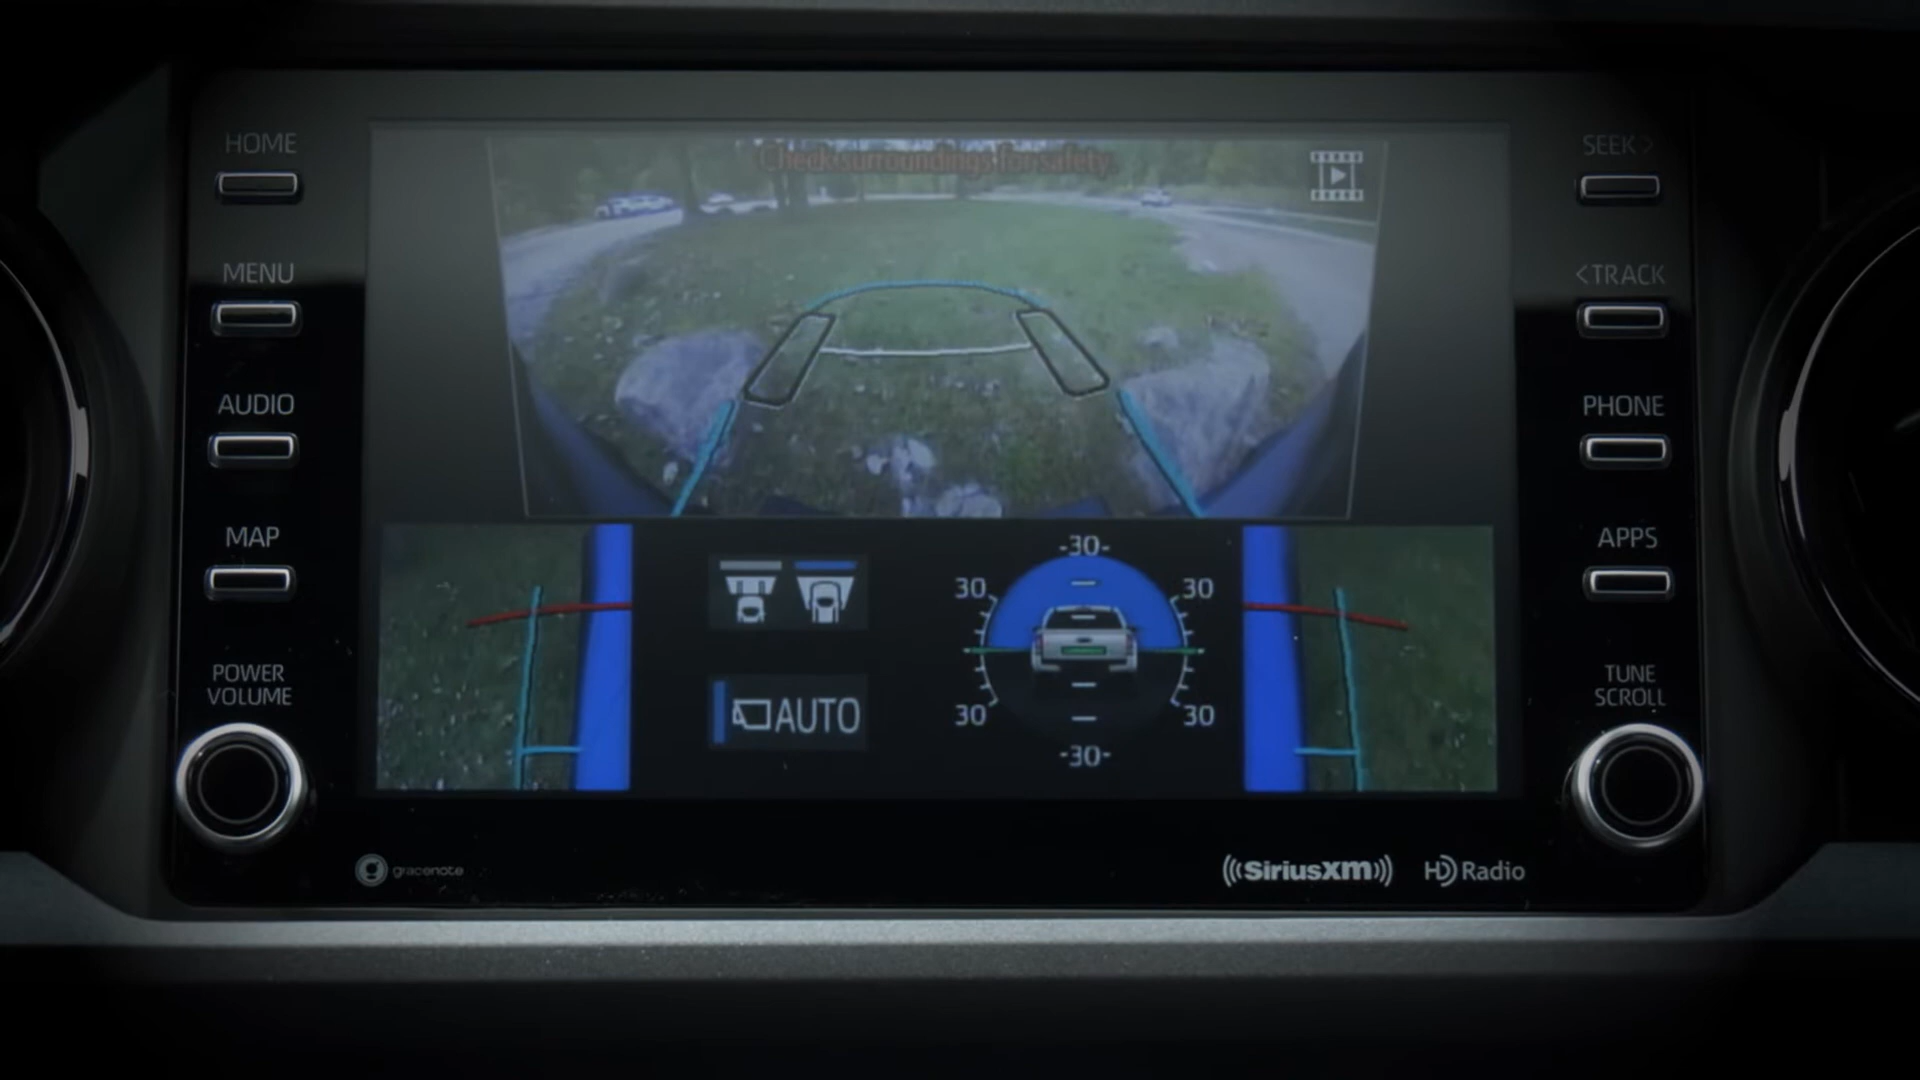 HOME
MENU
AUDIO
MAP
POWER
VOLUME
Check surroundings for safety.
AUTO
-30-
30
30
30
30
-30-
SEEK>
<TRACK
PHONE
APPS
TUNE
SCROLL
gracenote
SiriusXM
HD Radio